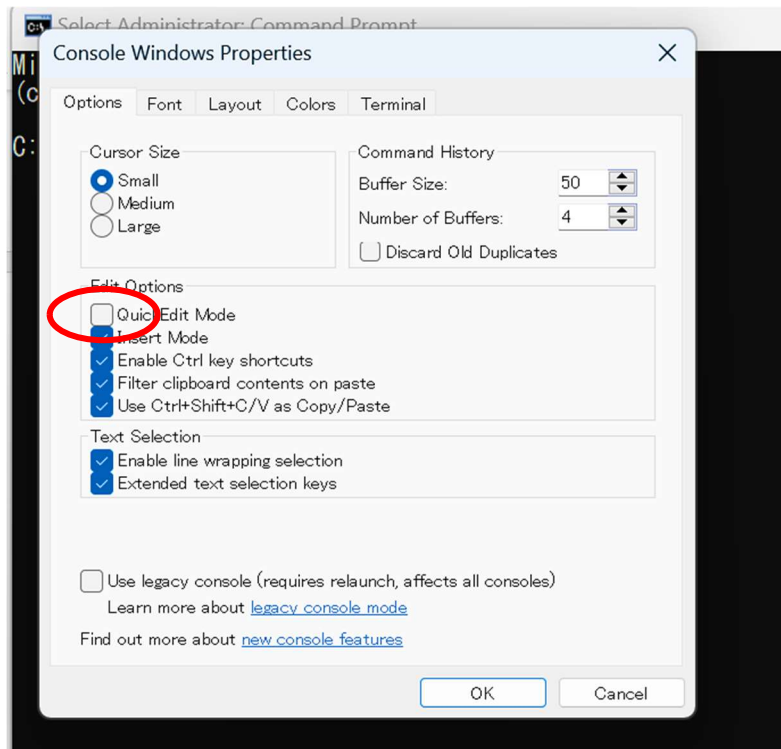 Select Administrator: Command Prompt
Console Windows Properties
Mi
(c
C:
Options Font Layout Colors Terminal
Cursor Size
Small
Medium
Large
Command History
Buffer Size: 50
Number of Buffers: 4
Discard Old Duplicates
Edit Options
QuickEdit Mode
Insert Mode
Enable Ctrl key shortcuts
Filter clipboard contents on paste
Use Ctrl+Shift+C/V as Copy/Paste
Text Selection
Enable line wrapping selection
Extended text selection keys
Use legacy console (requires relaunch, affects all consoles)
Learn more about legacy console mode
Find out more about new console features
OK Cancel